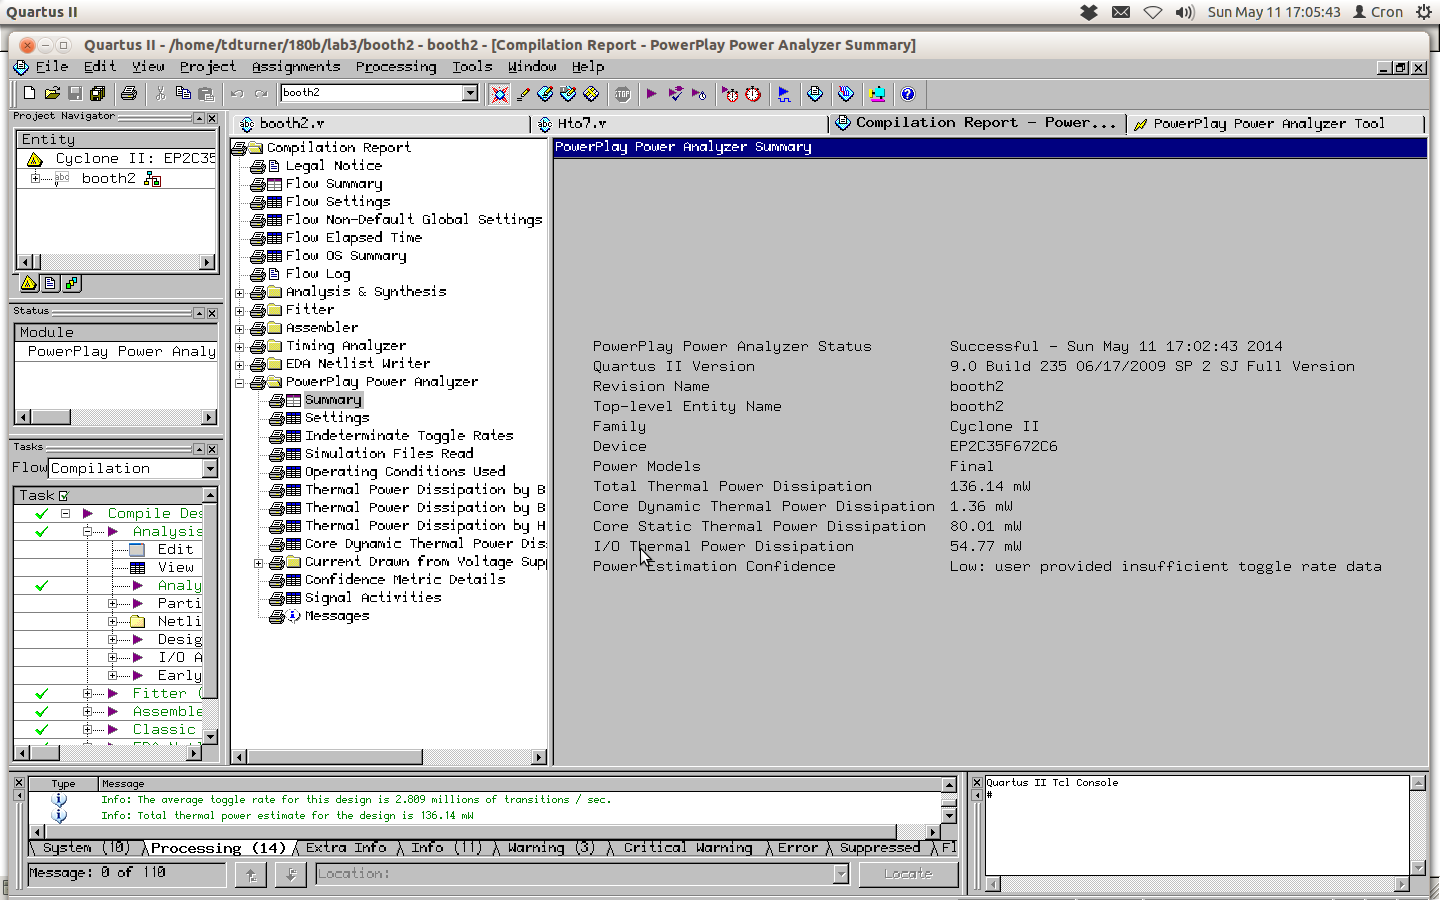 Quartus II
Sun May 11 17:05:43
Cron
Quartus II - /home/tdturner/180b/lab3/booth2 - booth2 - [Compilation Report - PowerPlay Power Analyzer Summary]
File Edit View Project Assignments Processing Tools Window Help
booth2
Project Navigator
Entity
Cyclone II: EP2C35
booth2
Status
Module
PowerPlay Power Analy
Tasks
Flow Compilation
Task
Compile Des
Analysis
Edit
View
Analy
Parti
Netli
Desig
I/O A
Early
Fitter (
Assemble
Classic
EDA Netl
booth2.v
Hto7.v
Compilation Report - Power...
PowerPlay Power Analyzer Tool
Compilation Report
Legal Notice
Flow Summary
Flow Settings
Flow Non-Default Global Settings
Flow Elapsed Time
Flow OS Summary
Flow Log
Analysis & Synthesis
Fitter
Assembler
Timing Analyzer
EDA Netlist Writer
PowerPlay Power Analyzer
Summary
Settings
Indeterminate Toggle Rates
Simulation Files Read
Operating Conditions Used
Thermal Power Dissipation by B
Thermal Power Dissipation by B
Thermal Power Dissipation by H
Core Dynamic Thermal Power Dis
Current Drawn from Voltage Supp
Confidence Metric Details
Signal Activities
Messages
PowerPlay Power Analyzer Summary
PowerPlay Power Analyzer Status Successful - Sun May 11 17:02:43 2014
Quartus II Version 9.0 Build 235 06/17/2009 SP 2 SJ Full Version
Revision Name booth2
Top-level Entity Name booth2
Family Cyclone II
Device EP2C35F672C6
Power Models Final
Total Thermal Power Dissipation 136.14 mW
Core Dynamic Thermal Power Dissipation 1.36 mW
Core Static Thermal Power Dissipation 80.01 mW
I/O Thermal Power Dissipation 54.77 mW
Power Estimation Confidence Low: user provided insufficient toggle rate data
Type Message
Info: The average toggle rate for this design is 2.809 millions of transitions / sec.
Info: Total thermal power estimate for the design is 136.14 mW
System (10) Processing (14) Extra Info Info (11) Warning (3) Critical Warning Error Suppressed Fl
Message: 0 of 110
Location:
Locate
Quartus II Tcl Console
#